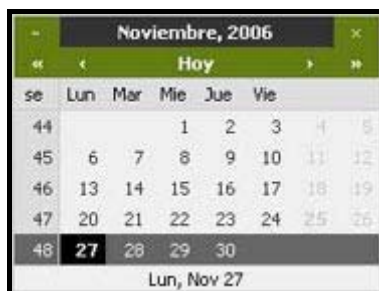 - Noviembre, 2006 ×
« ‹ Hoy › »
se Lun Mar Mie Jue Vie
44 1 2 3 4 5
45 6 7 8 9 10 11 12
46 13 14 15 16 17 18 19
47 20 21 22 23 24 25 26
48 27 28 29 30
Lun, Nov 27